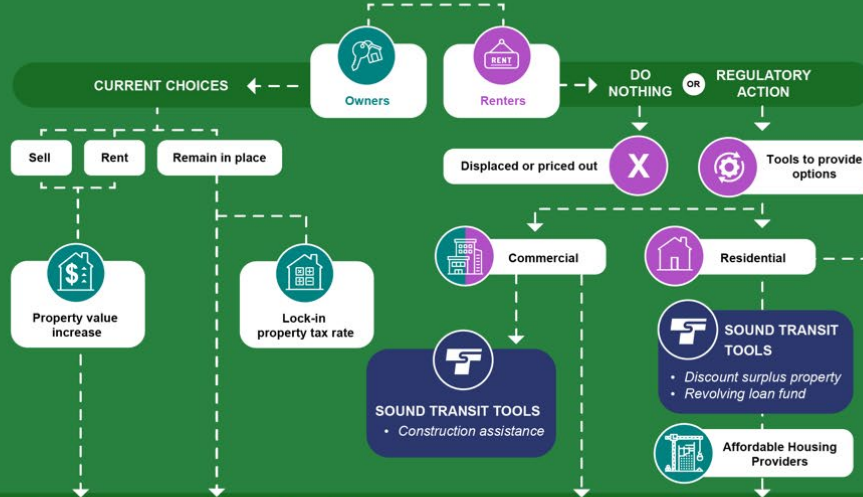 RENT
Owners
Renters
CURRENT CHOICES
DO
NOTHING
OR
REGULATORY
ACTION
Sell
Rent
Remain in place
Displaced or priced out
X
Tools to provide
options
Commercial
Residential
$
Property value
increase
Lock-in
property tax rate
T
SOUND TRANSIT TOOLS
• Construction assistance
T
SOUND TRANSIT
TOOLS
• Discount surplus property
• Revolving loan fund
Affordable Housing
Providers